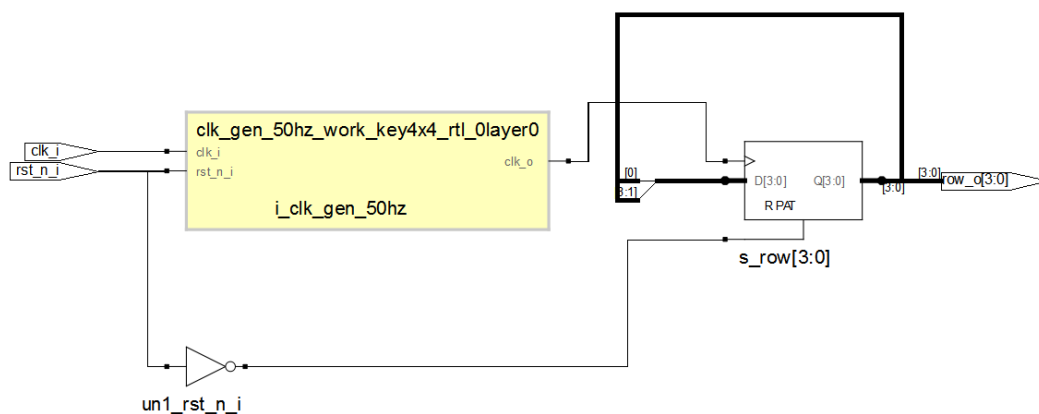 clk_gen_50hz_work_key4x4_rtl_0layer0
clk_i
clk_i
clk_o
rst_n_i
rst_n_i
i_clk_gen_50hz
[0]
3:1]
D[3:0]
Q[3:0]
[3:0]
[3:0]
row_o[3:0]
R PAT
s_row[3:0]
un1_rst_n_i